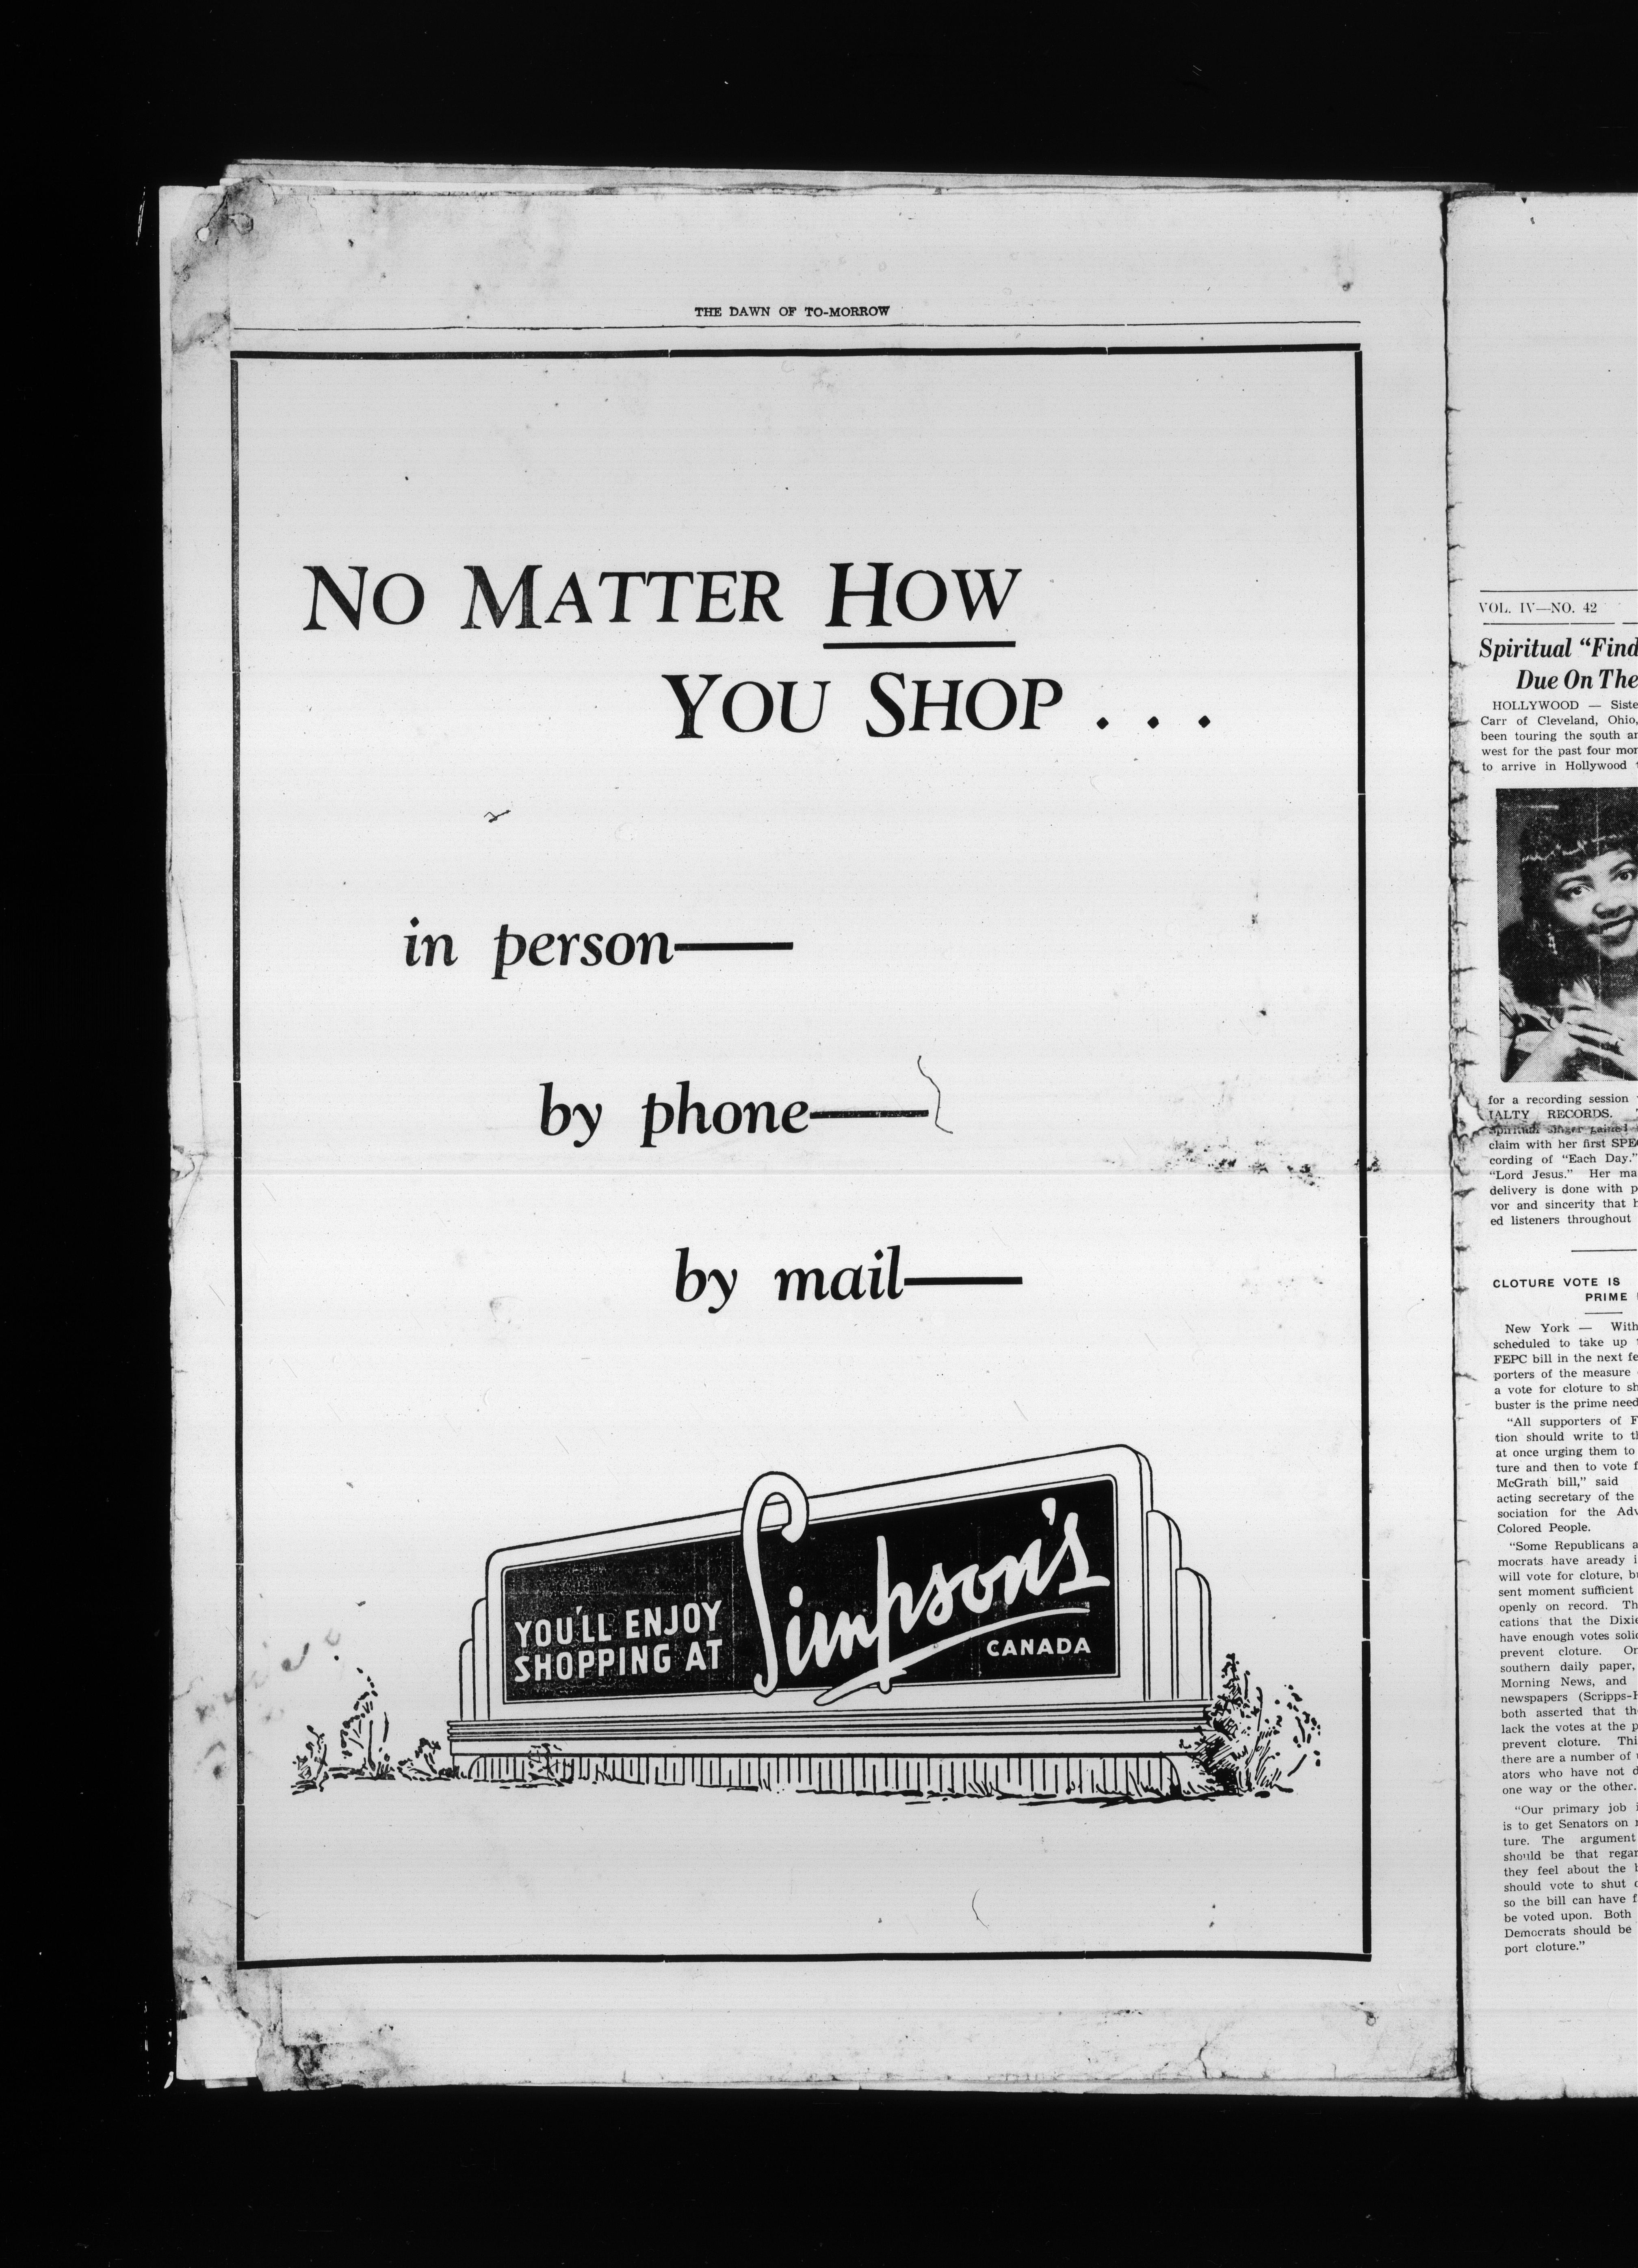 THE DAWN OF TO-MORROW
NO MATTER HOW
YOU SHOP . . .
in person—
by phone—
by mail—
YOU'LL ENJOY
SHOPPING AT
Simpson's
CANADA
VOL. IV—NO. 42
Spiritual “Find
Due On The
HOLLYWOOD — Siste
Carr of Cleveland, Ohio,
been touring the south an
west for the past four mon
to arrive in Hollywood
for a recording session
IALTY RECORDS.
spiritual singer gained
claim with her first SPE
cording of “Each Day.”
“Lord Jesus.” Her ma
delivery is done with p
vor and sincerity that h
ed listeners throughout
CLOTURE VOTE IS
PRIME
New York — With
scheduled to take up
FEPC bill in the next fe
porters of the measure
a vote for cloture to sh
buster is the prime need
“All supporters of F
tion should write to th
at once urging them to
ture and then to vote f
McGrath bill,” said
acting secretary of the
sociation for the Adv
Colored People.
“Some Republicans a
mocrats have aready i
will vote for cloture, bu
sent moment sufficient
openly on record. Th
cations that the Dixie
have enough votes solid
prevent cloture. On
southern daily paper,
Morning News, and
newspapers (Scripps-H
both asserted that th
lack the votes at the p
prevent cloture. Thi
there are a number of
ators who have not d
one way or the other.
“Our primary job i
is to get Senators on r
ture. The argument
should be that regar
they feel about the b
should vote to shut o
so the bill can have f
be voted upon. Both
Democrats should be
port cloture.”